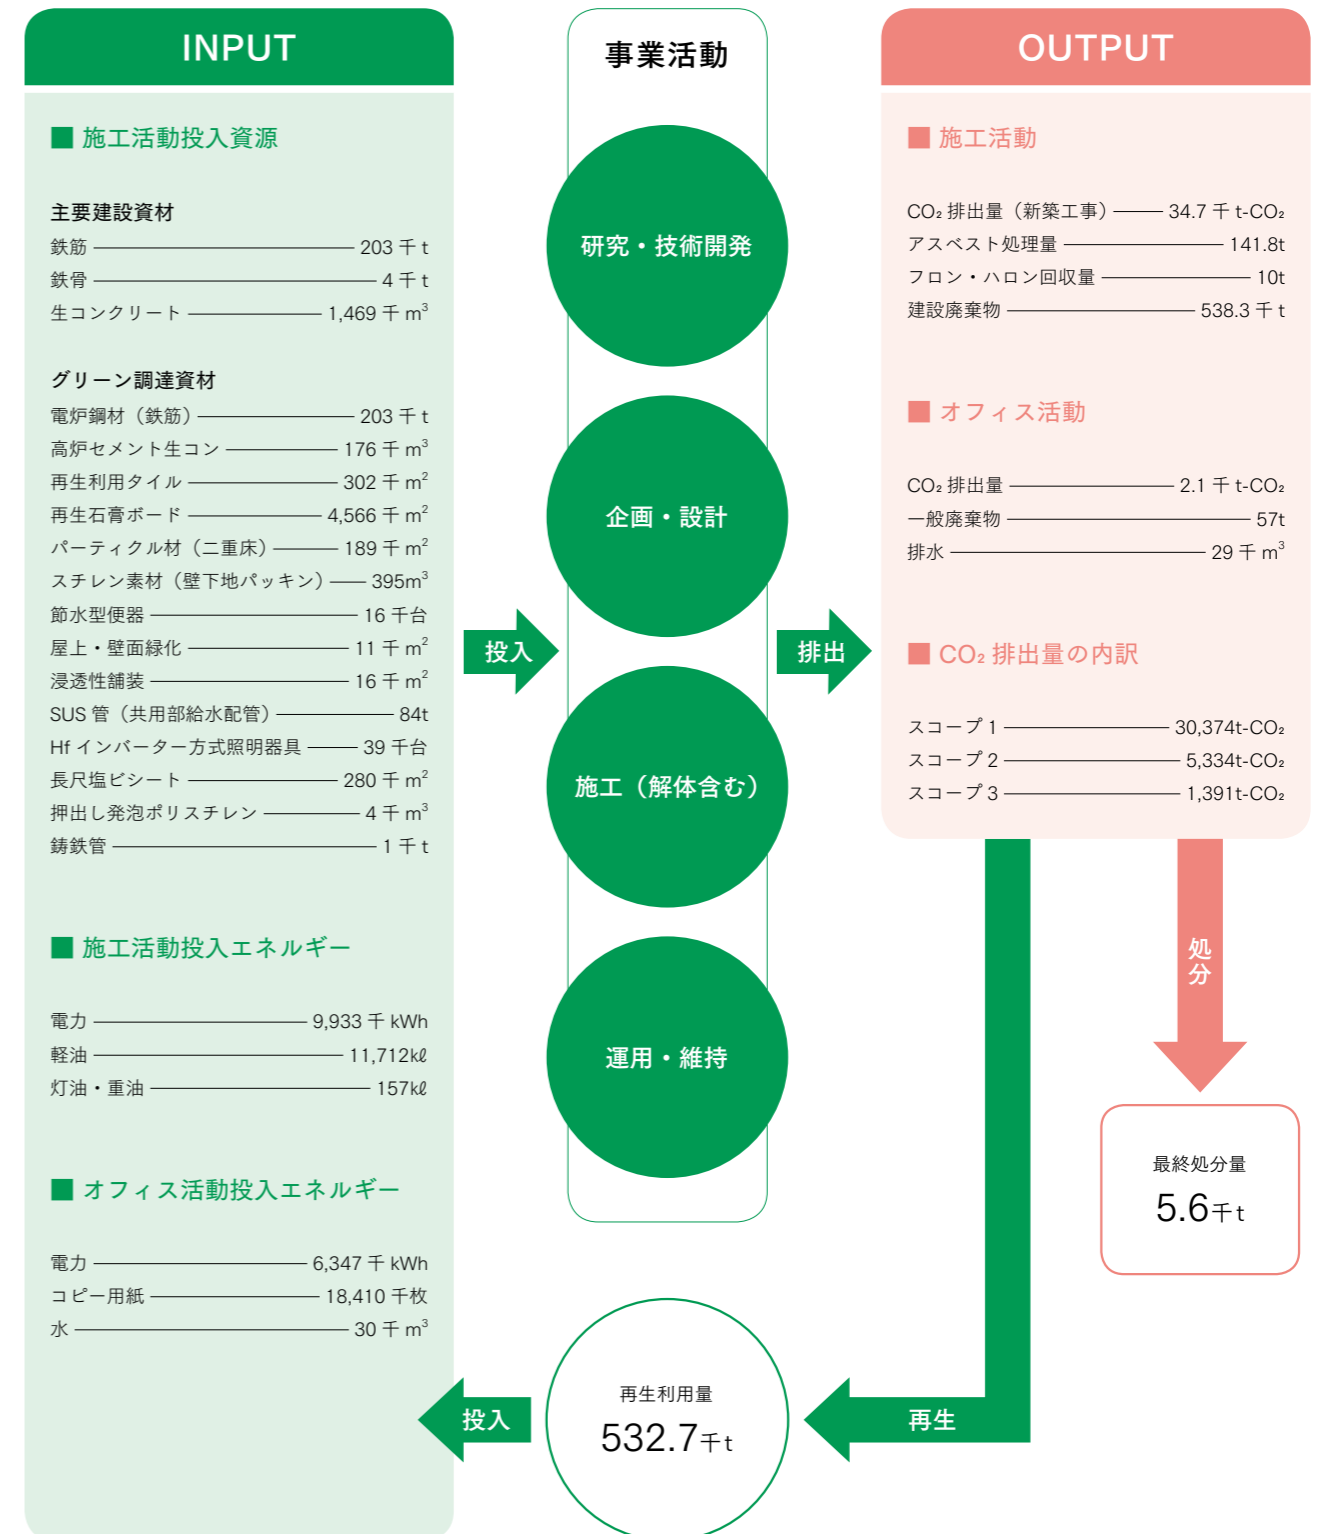 INPUT
■ 施工活動投入資源
主要建設資材
鉄筋 203 千 t
鉄骨 4 千 t
生コンクリート 1,469 千 m³
グリーン調達資材
電炉鋼材（鉄筋） 203 千 t
高炉セメント生コン 176 千 m³
再生利用タイル 302 千 m²
再生石膏ボード 4,566 千 m²
パーティクル材（二重床） 189 千 m²
スチレン素材（壁下地パッキン） 395m³
節水型便器 16 千台
屋上・壁面緑化 11 千 m²
浸透性舗装 16 千 m²
SUS 管（共用部給水配管） 84t
Hf インバーター方式照明器具 39 千台
長尺塩ビシート 280 千 m²
押出し発泡ポリスチレン 4 千 m³
鋳鉄管 1 千 t
■ 施工活動投入エネルギー
電力 9,933 千 kWh
軽油 11,712kℓ
灯油・重油 157kℓ
■ オフィス活動投入エネルギー
電力 6,347 千 kWh
コピー用紙 18,410 千枚
水 30 千 m³
投入
事業活動
研究・技術開発
企画・設計
施工（解体含む）
運用・維持
排出
OUTPUT
■ 施工活動
CO₂ 排出量（新築工事） 34.7 千 t-CO₂
アスベスト処理量 141.8t
フロン・ハロン回収量 10t
建設廃棄物 538.3 千 t
■ オフィス活動
CO₂ 排出量 2.1 千 t-CO₂
一般廃棄物 57t
排水 29 千 m³
■ CO₂ 排出量の内訳
スコープ 1 30,374t-CO₂
スコープ 2 5,334t-CO₂
スコープ 3 1,391t-CO₂
処分
最終処分量
5.6千 t
再生
再生利用量
532.7千 t
投入